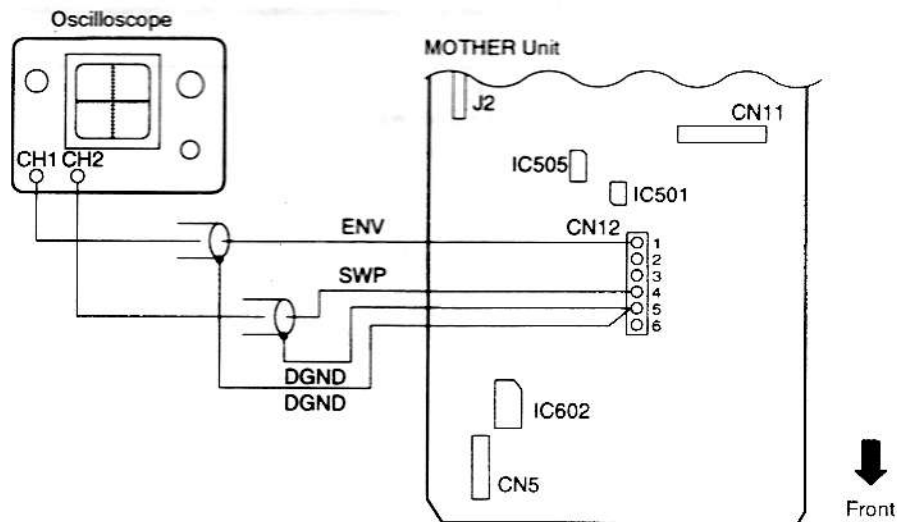 Oscilloscope
MOTHER Unit
J2
CN11
CH1 CH2
IC505
IC501
ENV
CN12
1
2
3
SWP
4
5
6
DGND
DGND
IC602
CN5
Front